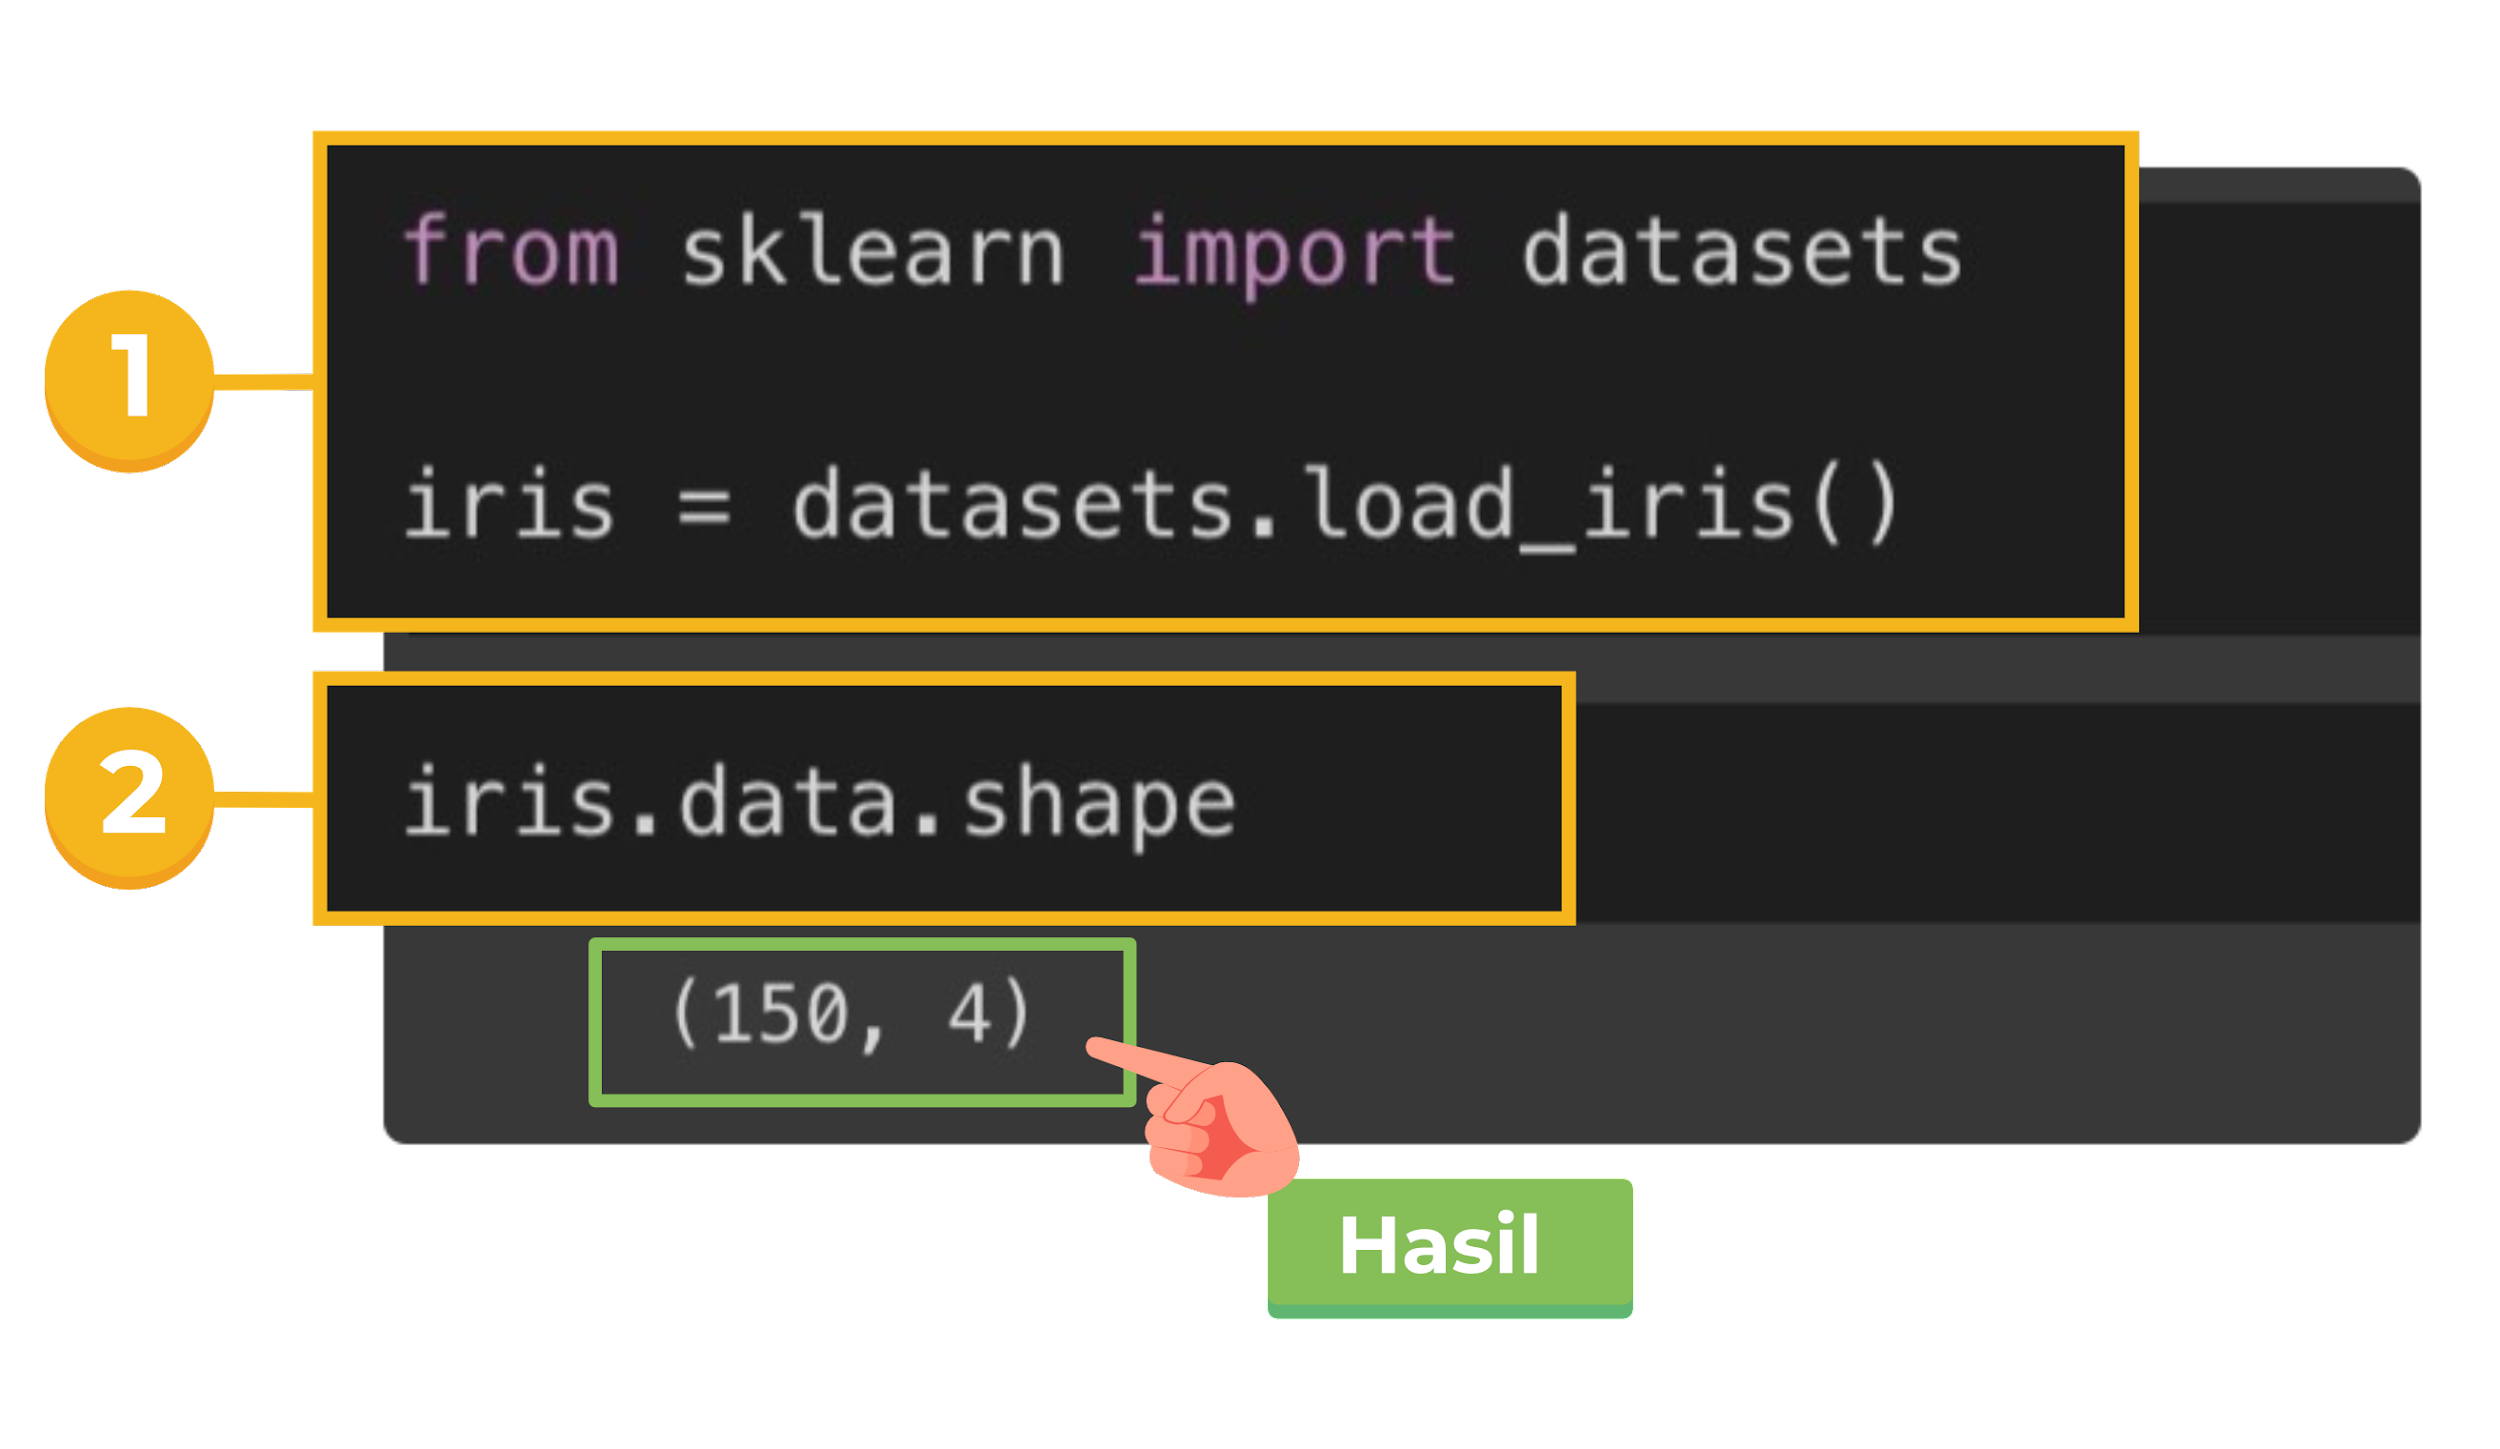 1
from sklearn import datasets
iris = datasets.load_iris()
2
iris.data.shape
(150, 4)
Hasil